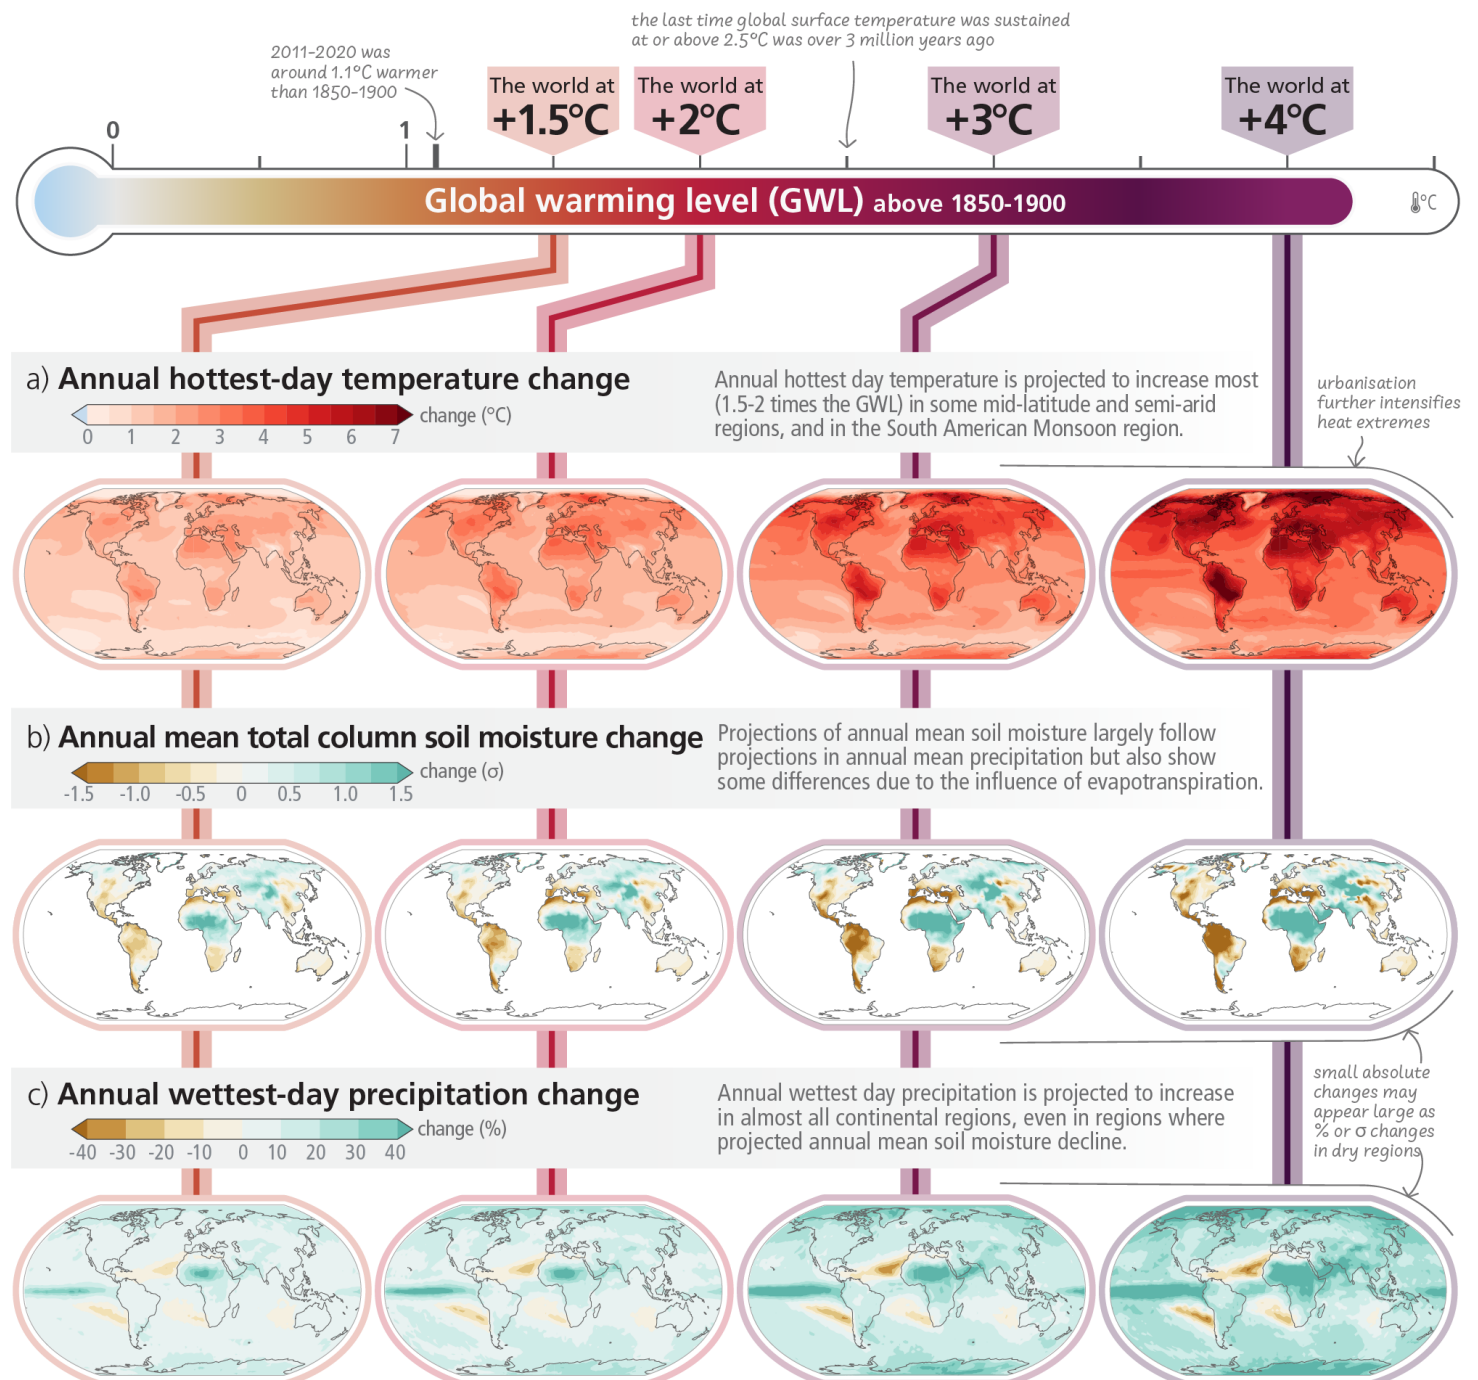 the last time global surface temperature was sustained
at or above 2.5°C was over 3 million years ago
2011-2020 was
around 1.1°C warmer
than 1850-1900
The world at
+1.5°C
The world at
+2°C
The world at
+3°C
The world at
+4°C
0
1
Global warming level (GWL) above 1850-1900
°C
a) Annual hottest-day temperature change
change (°C)
0 1 2 3 4 5 6 7
Annual hottest day temperature is projected to increase most
(1.5-2 times the GWL) in some mid-latitude and semi-arid
regions, and in the South American Monsoon region.
urbanisation
further intensifies
heat extremes
b) Annual mean total column soil moisture change
change (σ)
-1.5 -1.0 -0.5 0 0.5 1.0 1.5
Projections of annual mean soil moisture largely follow
projections in annual mean precipitation but also show
some differences due to the influence of evapotranspiration.
c) Annual wettest-day precipitation change
change (%)
-40 -30 -20 -10 0 10 20 30 40
Annual wettest day precipitation is projected to increase
in almost all continental regions, even in regions where
projected annual mean soil moisture decline.
small absolute
changes may
appear large as
% or σ changes
in dry regions